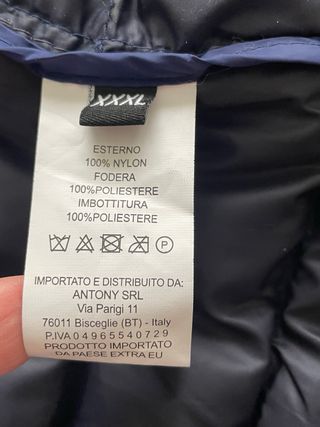 XXXL
ESTERNO
100% NYLON
FODERA
100%POLIESTERE
IMBOTTITURA
100%POLIESTERE
P
IMPORTATO E DISTRIBUITO DA:
ANTONY SRL
Via Parigi 11
76011 Bisceglie (BT) - Italy
P.IVA 0 4 9 6 5 5 4 0 7 2 9
PRODOTTO IMPORTATO
DA PAESE EXTRA EU